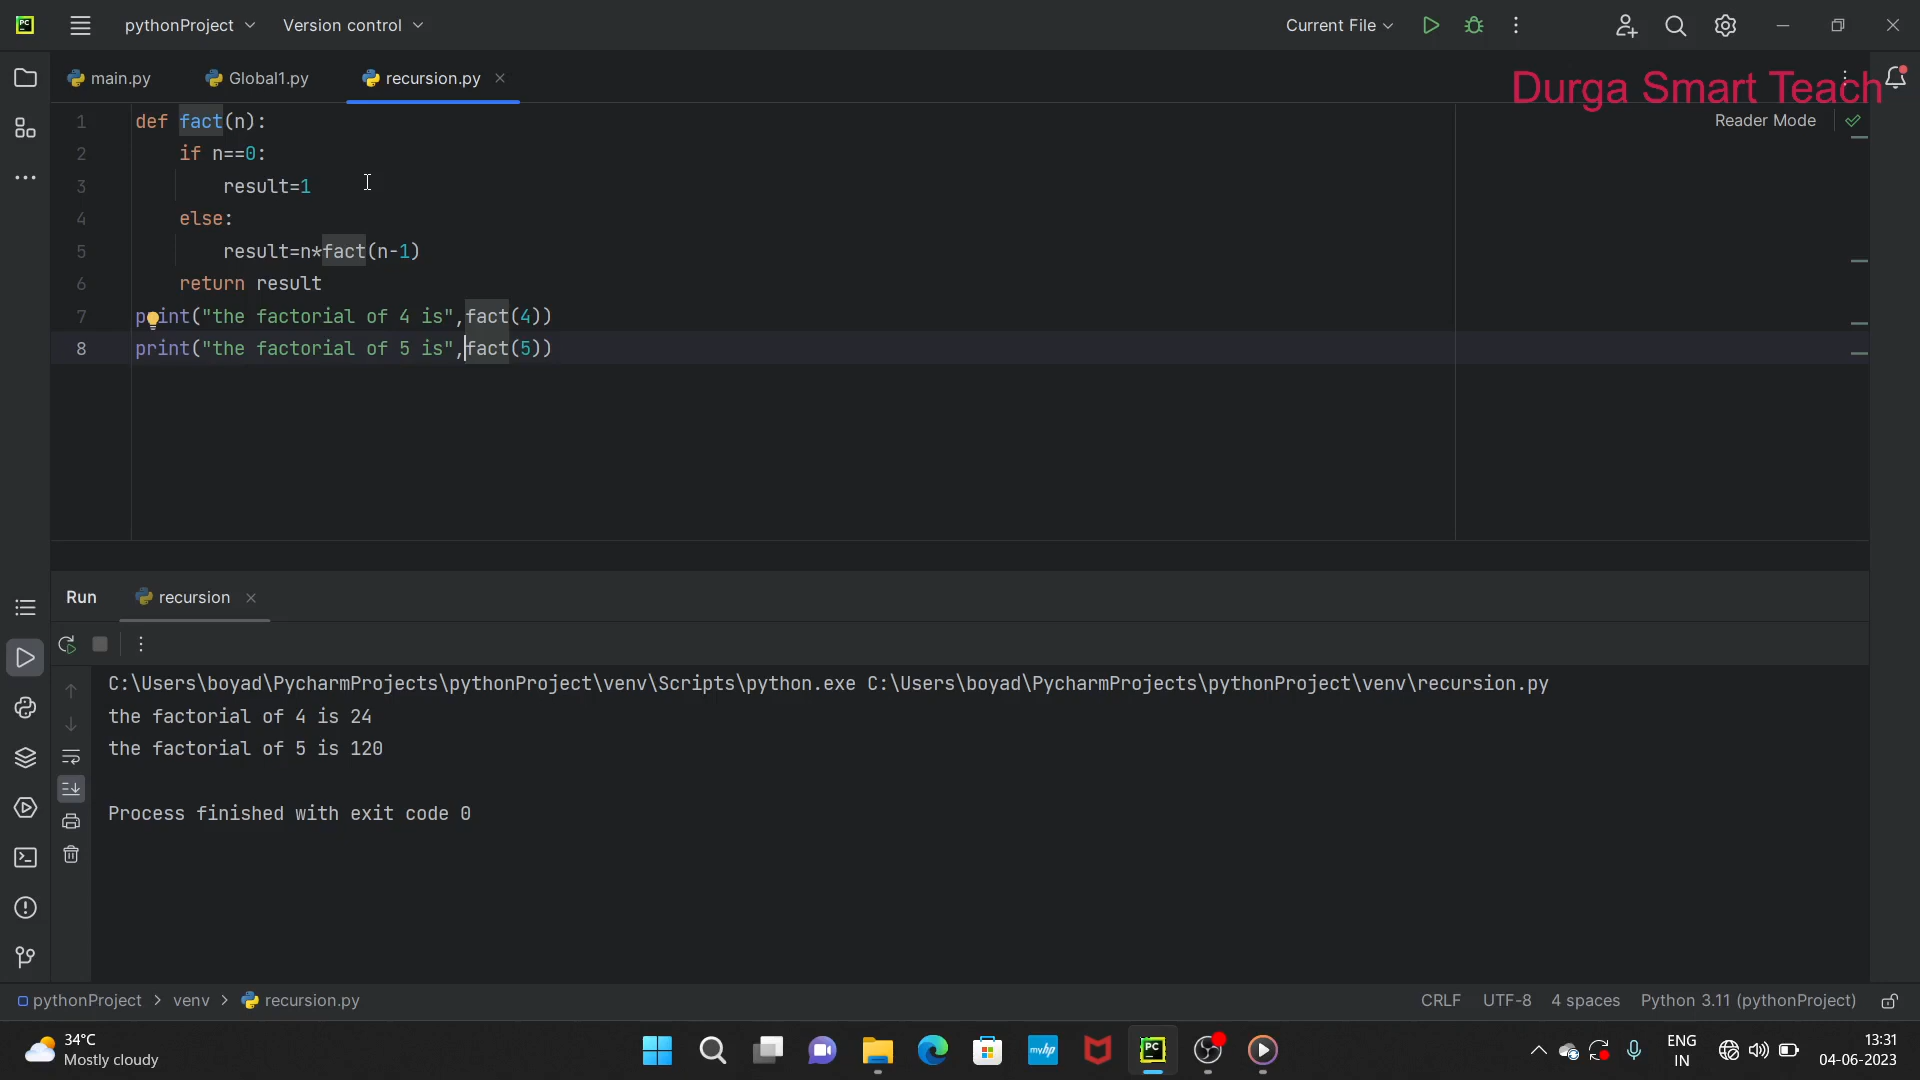 PC pythonProject Version control Current File
main.py Global1.py recursion.py
Durga Smart Teach
Reader Mode
1 def fact(n):
2     if n==0:
3         result=1
4     else:
5         result=n*fact(n-1)
6     return result
7 print("the factorial of 4 is",fact(4))
8 print("the factorial of 5 is",fact(5))
Run recursion
C:\Users\boyad\PycharmProjects\pythonProject\venv\Scripts\python.exe C:\Users\boyad\PycharmProjects\pythonProject\venv\recursion.py
the factorial of 4 is 24
the factorial of 5 is 120
Process finished with exit code 0
pythonProject > venv > recursion.py CRLF UTF-8 4 spaces Python 3.11 (pythonProject)
34°C
Mostly cloudy
myhp
PC
ENG
IN
13:31
04-06-2023